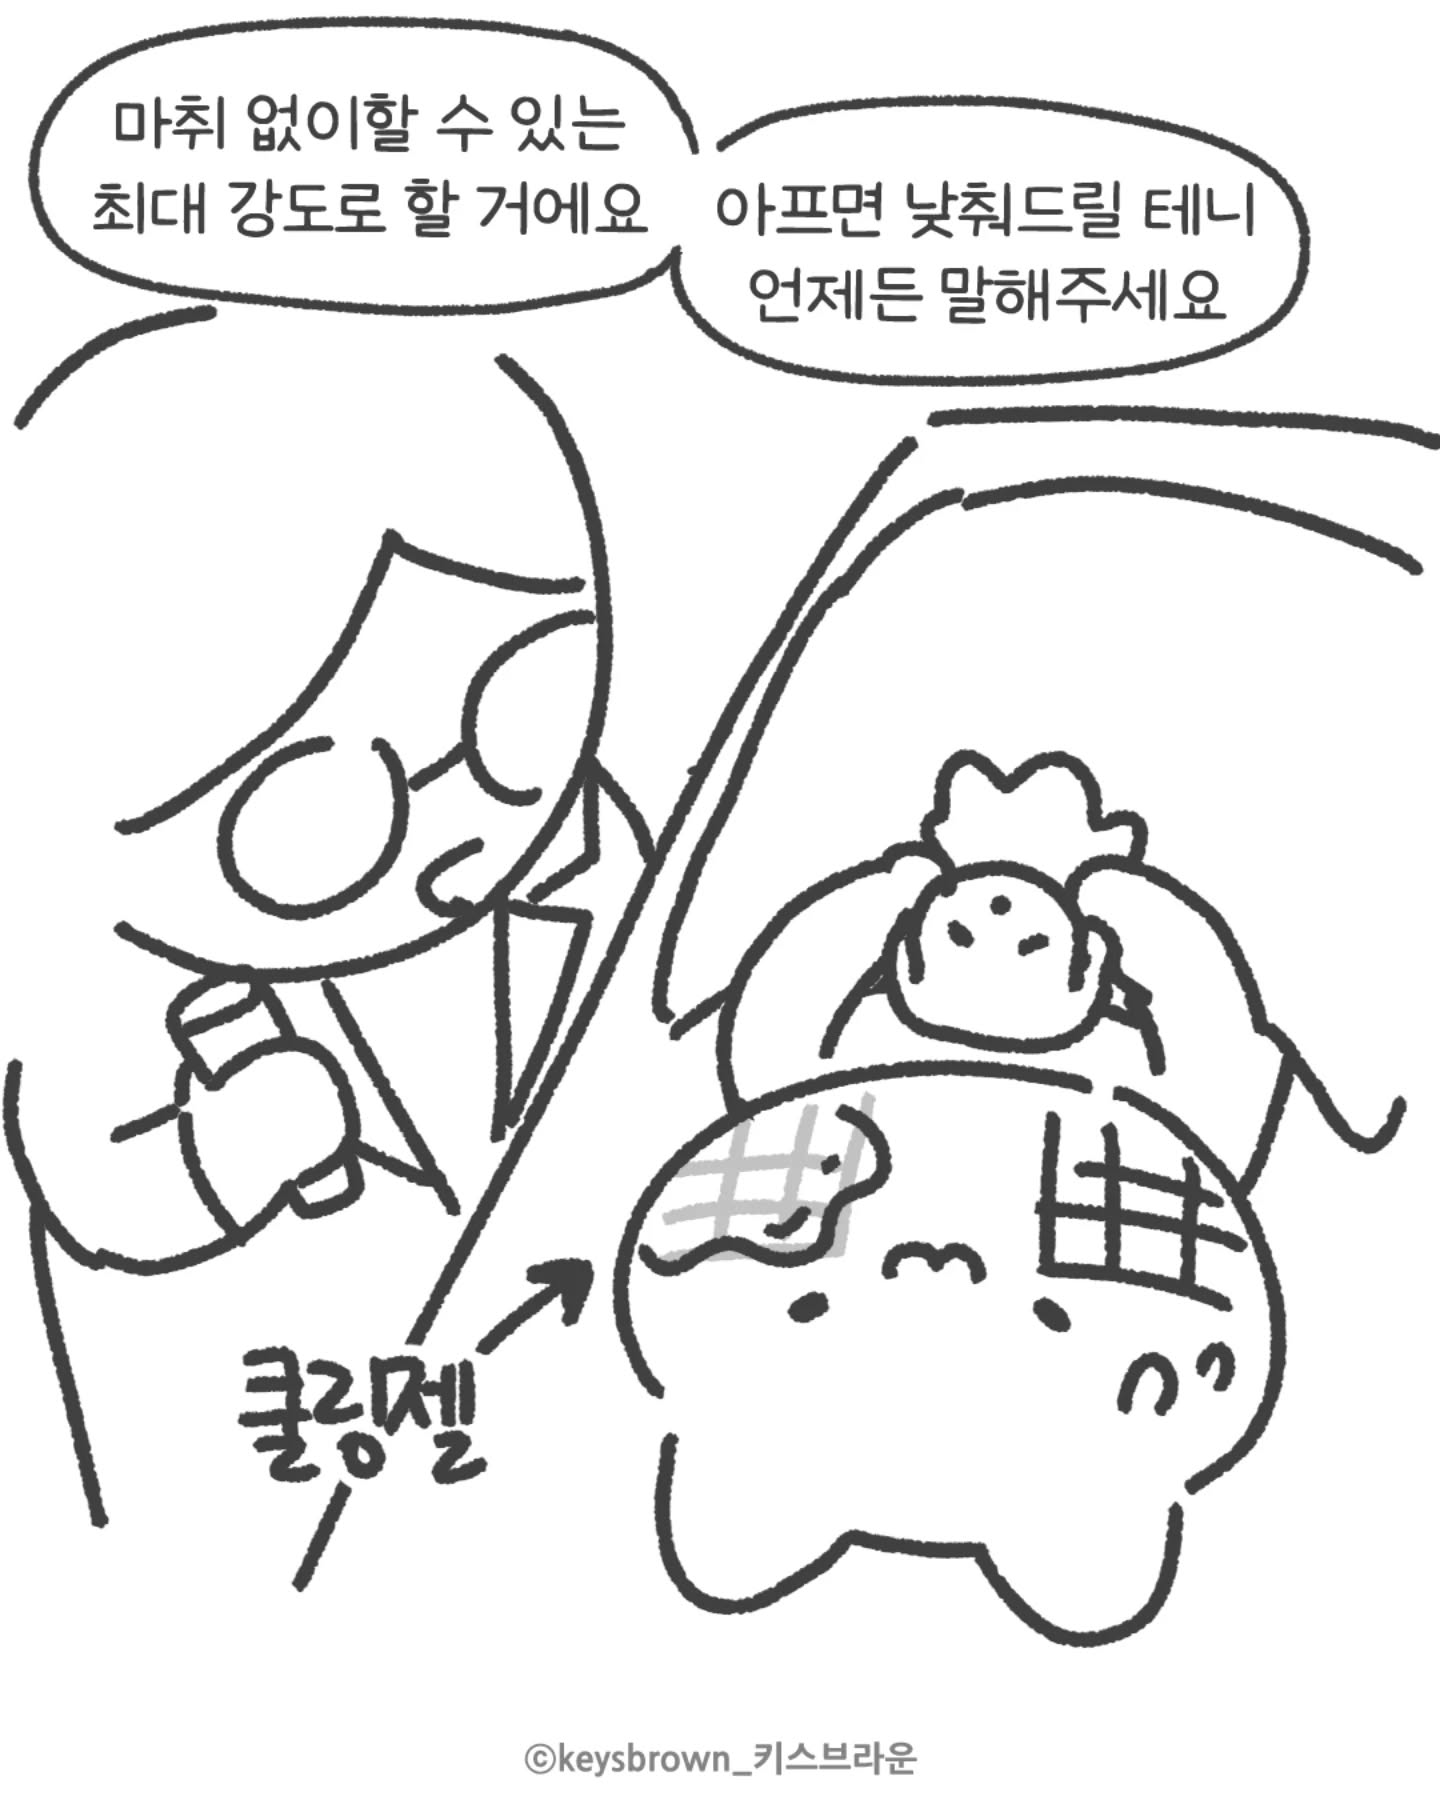 마취 없이할 수 있는
최대 강도로 할 거에요
아프면 낮춰드릴 테니
언제든 말해주세요
쿨링젤
©keysbrown_키스브라운